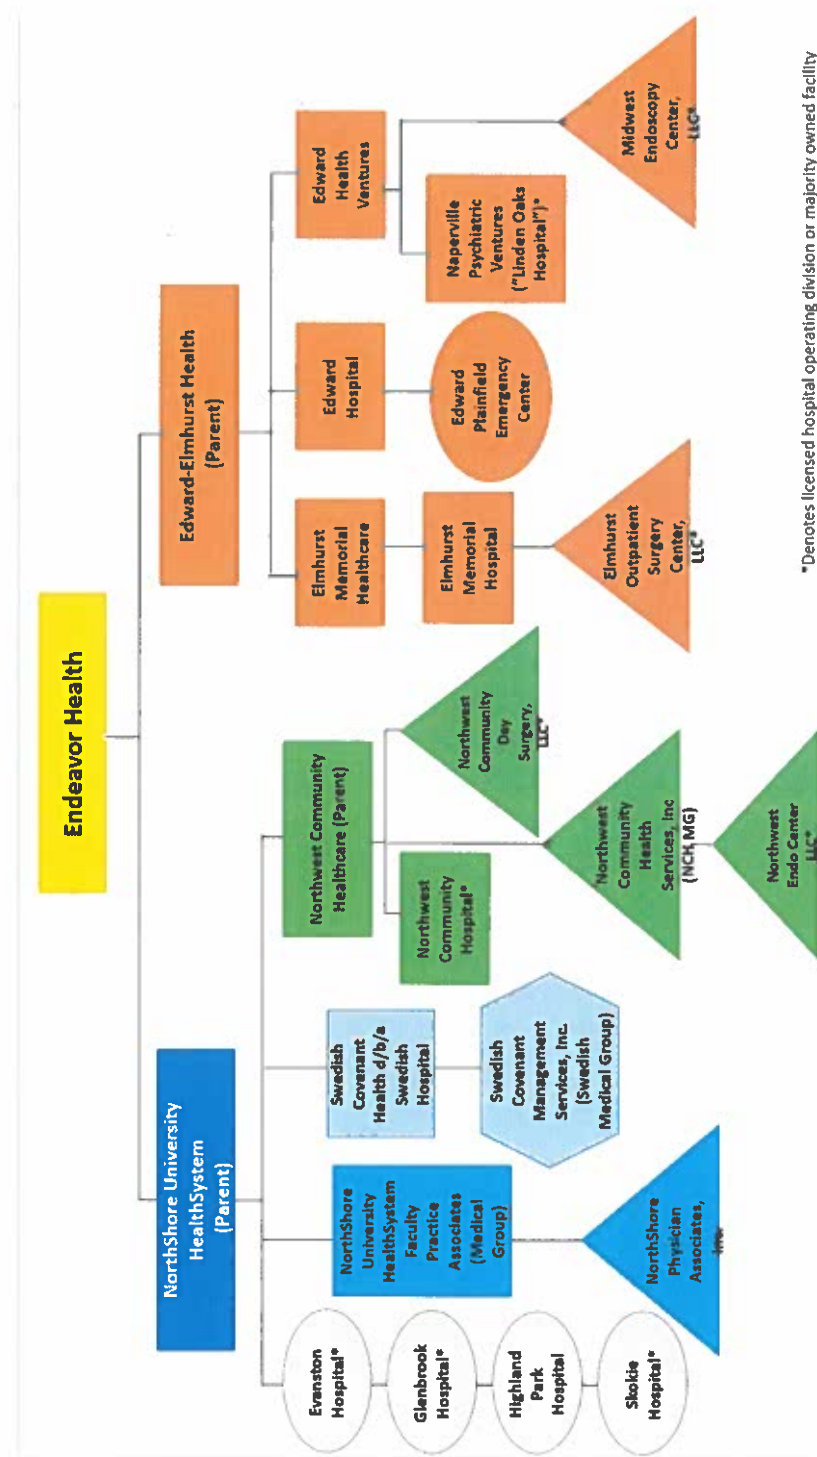 Endeavor Health
NorthShore University
HealthSystem
(Parent)
Edward-Elmhurst Health
(Parent)
Evanston
Hospital*
Glenbrook
Hospital*
Highland
Park
Hospital
Skokie
Hospital*
NorthShore
University
HealthSystem
Faculty
Practice
Associates
(Medical
Group)
NorthShore
Physician
Associates,
Inc.
Swedish
Covenant
Health d/b/a
Swedish
Hospital
Swedish
Covenant
Management
Services, Inc.
(Swedish
Medical Group)
Northwest Community
Healthcare (Parent)
Northwest
Community
Hospital*
Northwest
Community
Day
Surgery,
LLC*
Northwest
Community
Health
Services, Inc
(NCH MG)
Northwest
Endo Center
LLC*
Elmhurst
Memorial
Healthcare
Elmhurst
Memorial
Hospital
Elmhurst
Outpatient
Surgery
Center,
LLC*
Edward
Hospital
Edward
Plainfield
Emergency
Center
Edward
Health
Ventures
Naperville
Psychiatric
Ventures
("Linden Oaks
Hospital")*
Midwest
Endoscopy
Center,
LLC*
*Denotes licensed hospital operating division or majority owned facility